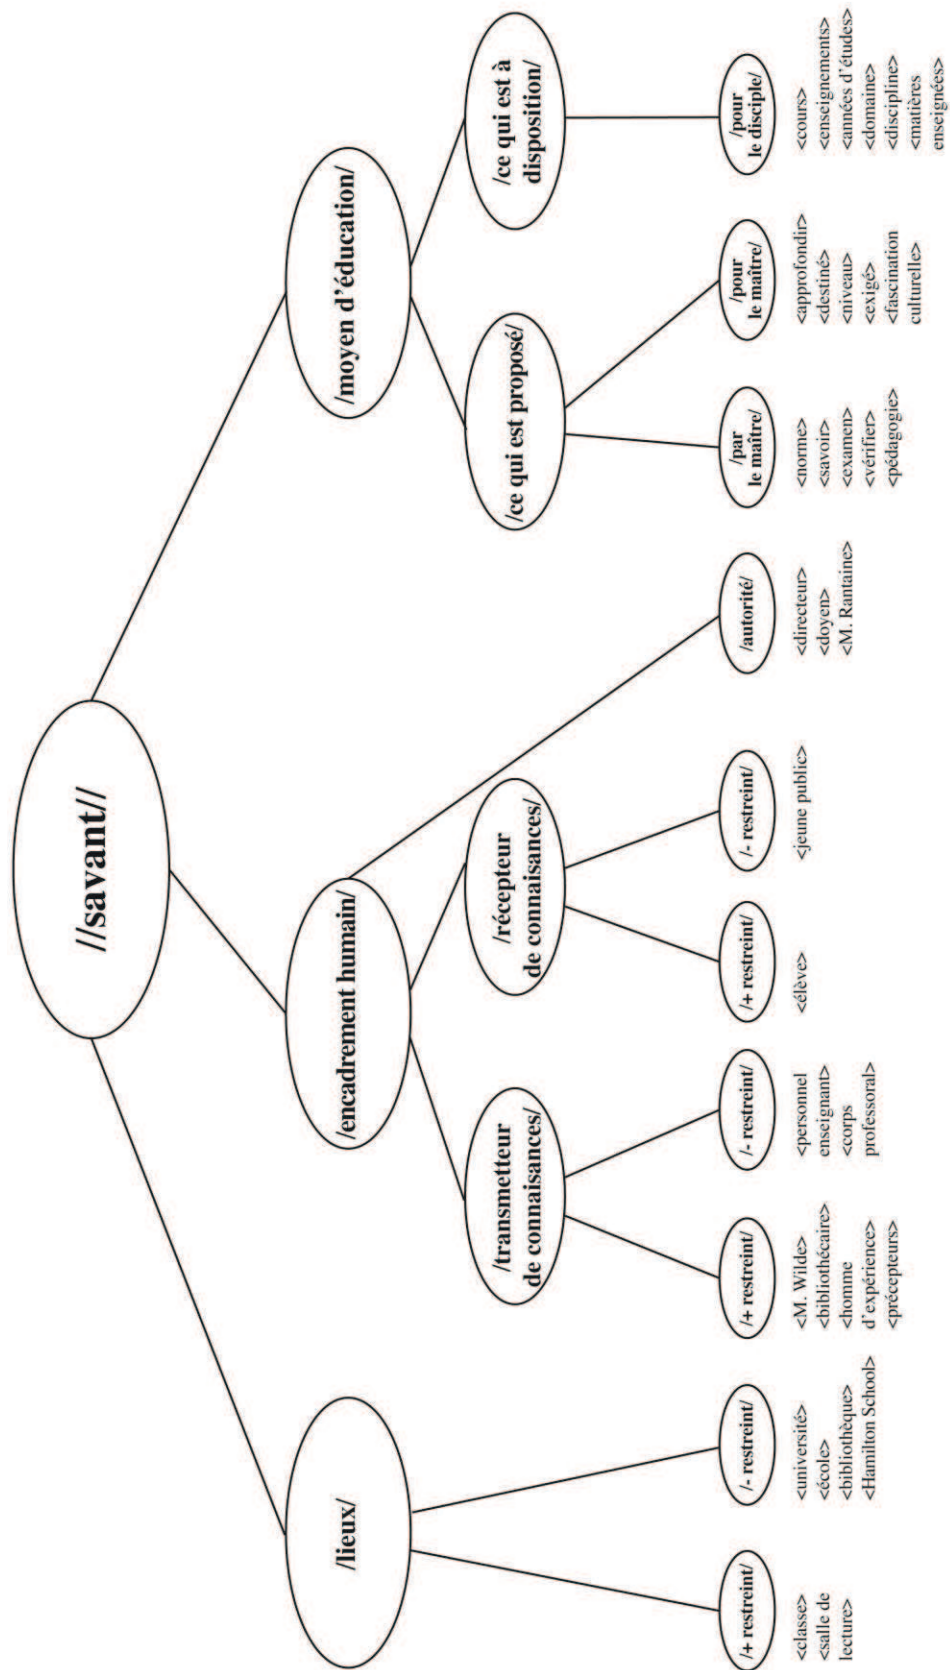 //savant//
/lieux/
/encadrement humain/
/moyen d'éducation/
/transmetteur
de connaisances/
/récepteur
de connaisances/
/ce qui est proposé/
/ce qui est à
disposition/
/+ restreint/
/- restreint/
/+ restreint/
/- restreint/
/+ restreint/
/- restreint/
/autorité/
/par
le maître/
/pour
le maître/
/pour
le disciple/
<classe>
<salle de
lecture>
<université>
<école>
<bibliothèque>
<Hamilton School>
<M. Wilde>
<bibliothécaire>
<homme
d'expérience>
<précepteurs>
<personnel
enseignant>
<corps
professoral>
<élève>
<jeune public>
<directeur>
<doyen>
<M. Rantaine>
<norme>
<savoir>
<examen>
<vérifier>
<pédagogie>
<approfondir>
<destiné>
<niveau>
<exigé>
<fascination
culturelle>
<cours>
<enseignements>
<années d'études>
<domaine>
<discipline>
<matières
enseignées>